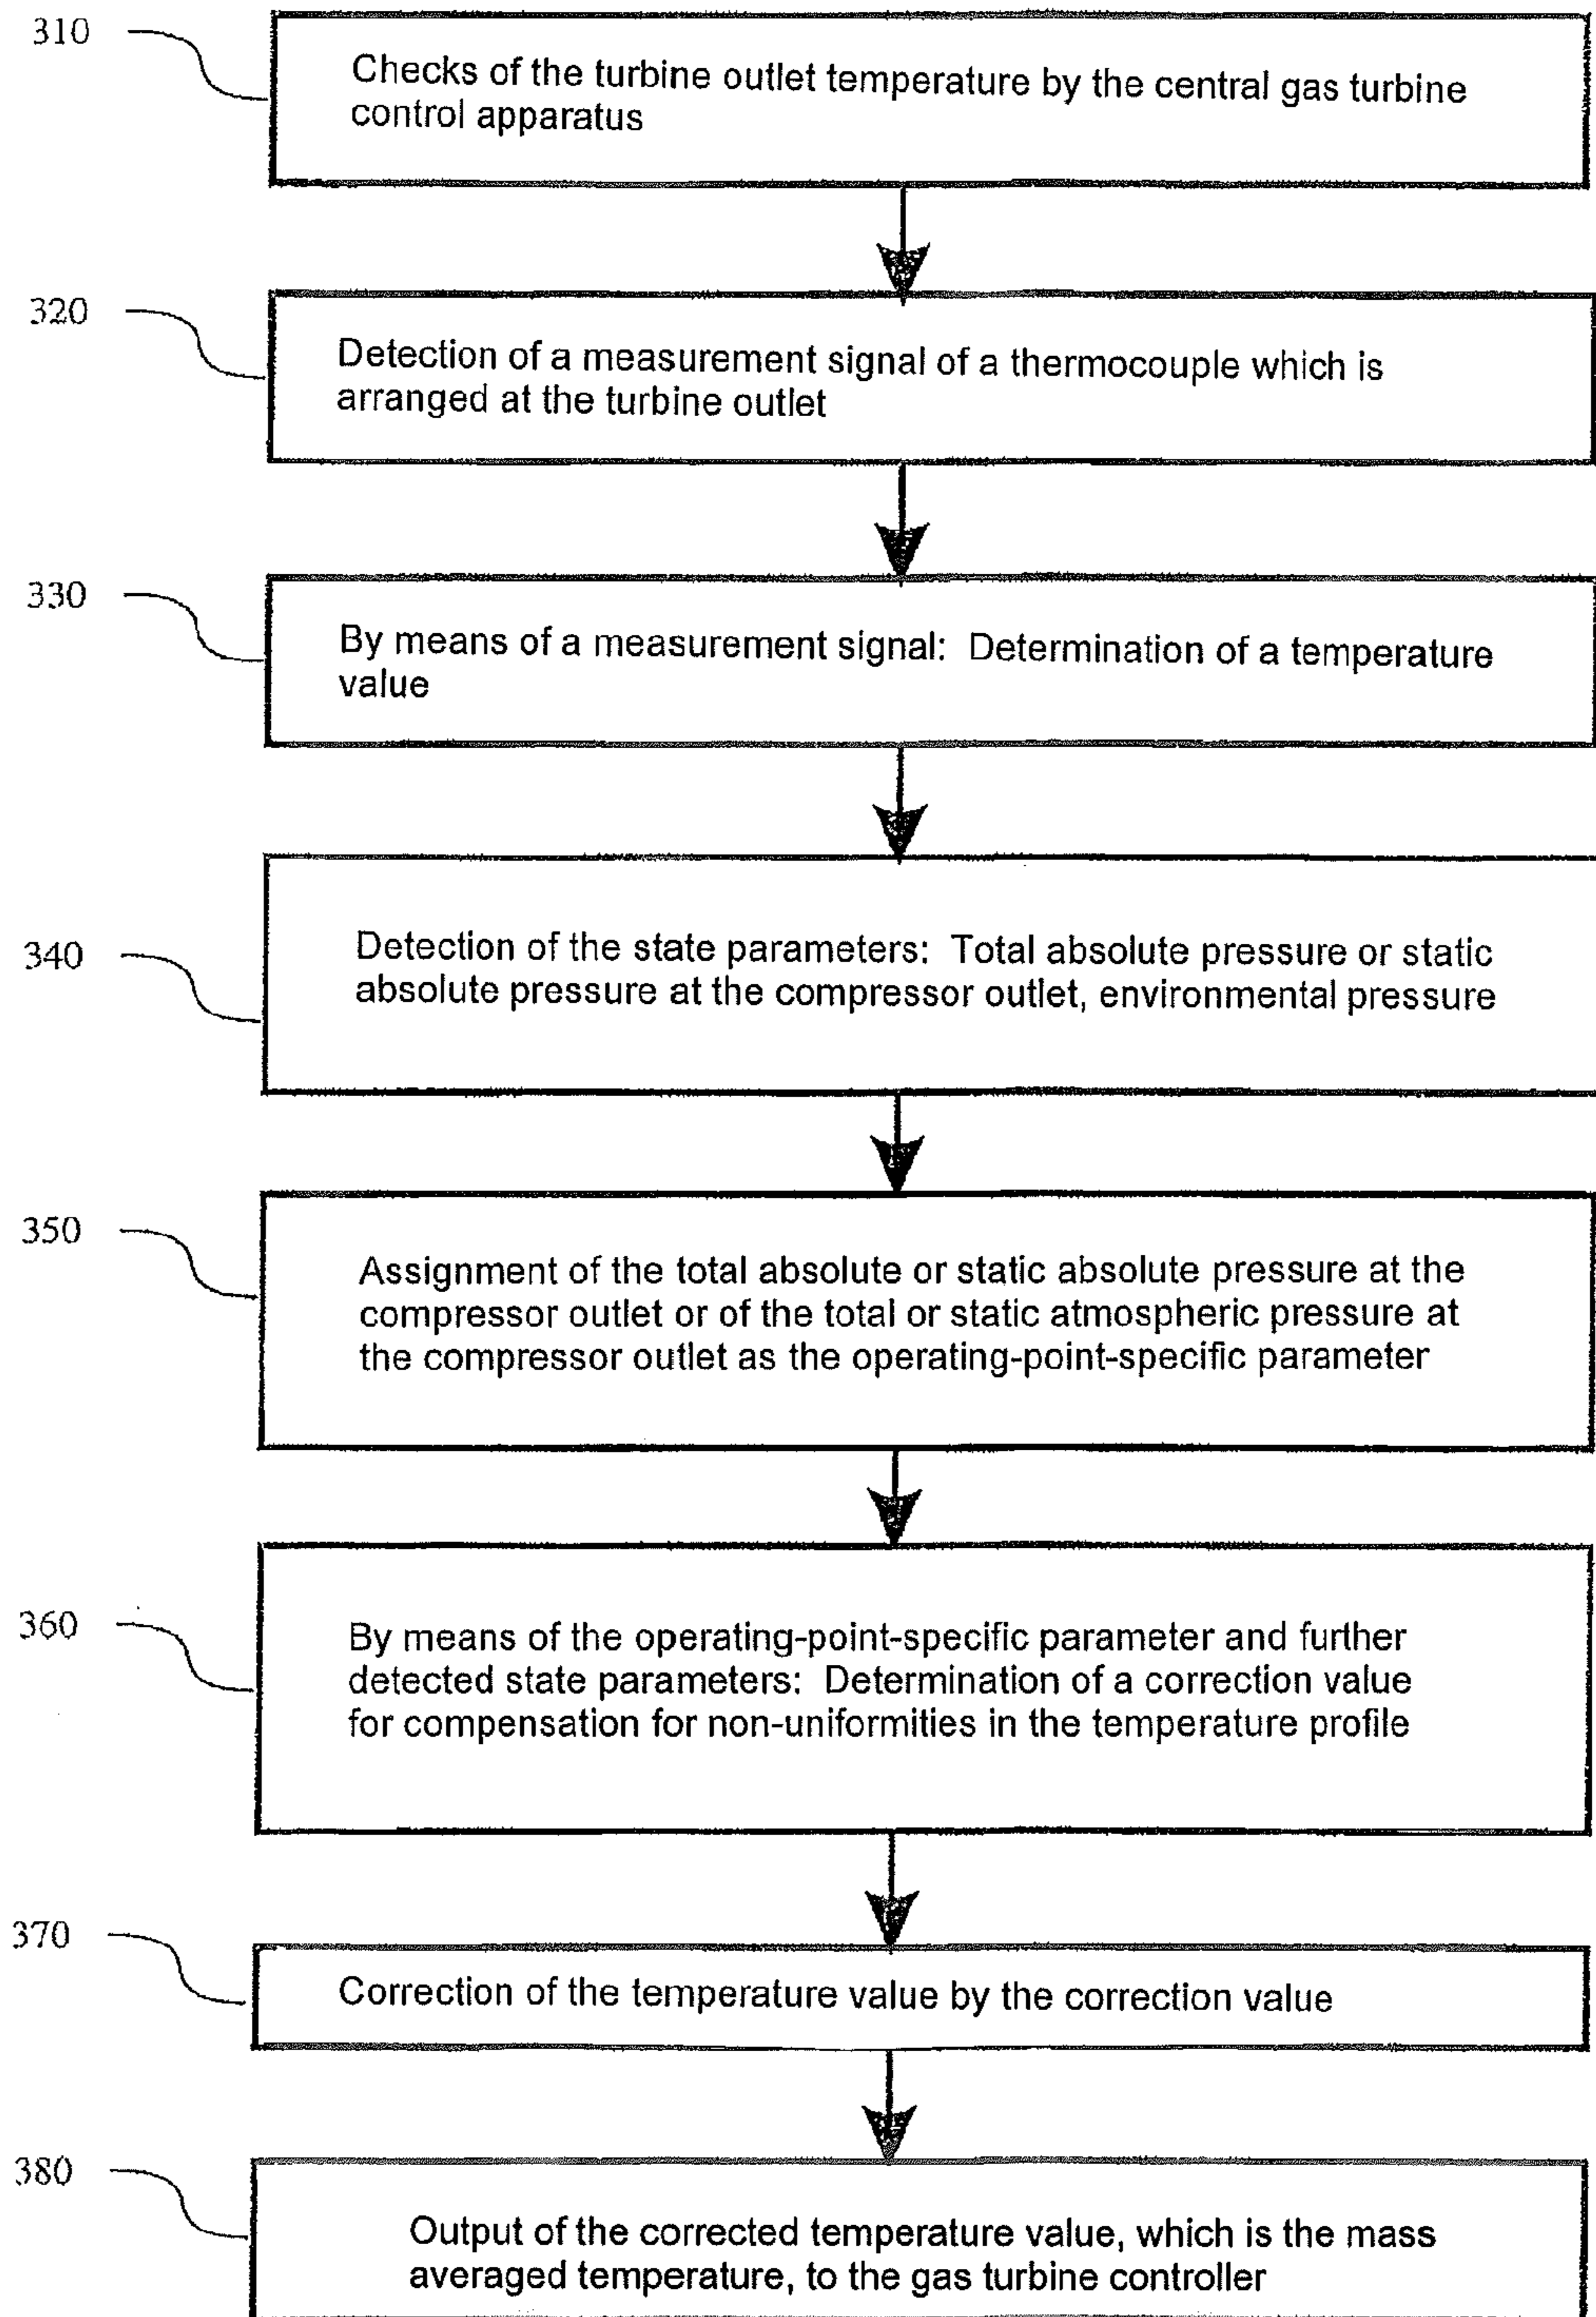 310
Checks of the turbine outlet temperature by the central gas turbine
control apparatus
320
Detection of a measurement signal of a thermocouple which is
arranged at the turbine outlet
330
By means of a measurement signal: Determination of a temperature
value
340
Detection of the state parameters: Total absolute pressure or static
absolute pressure at the compressor outlet, environmental pressure
350
Assignment of the total absolute or static absolute pressure at the
compressor outlet or of the total or static atmospheric pressure at
the compressor outlet as the operating-point-specific parameter
360
By means of the operating-point-specific parameter and further
detected state parameters: Determination of a correction value
for compensation for non-uniformities in the temperature profile
370
Correction of the temperature value by the correction value
380
Output of the corrected temperature value, which is the mass
averaged temperature, to the gas turbine controller